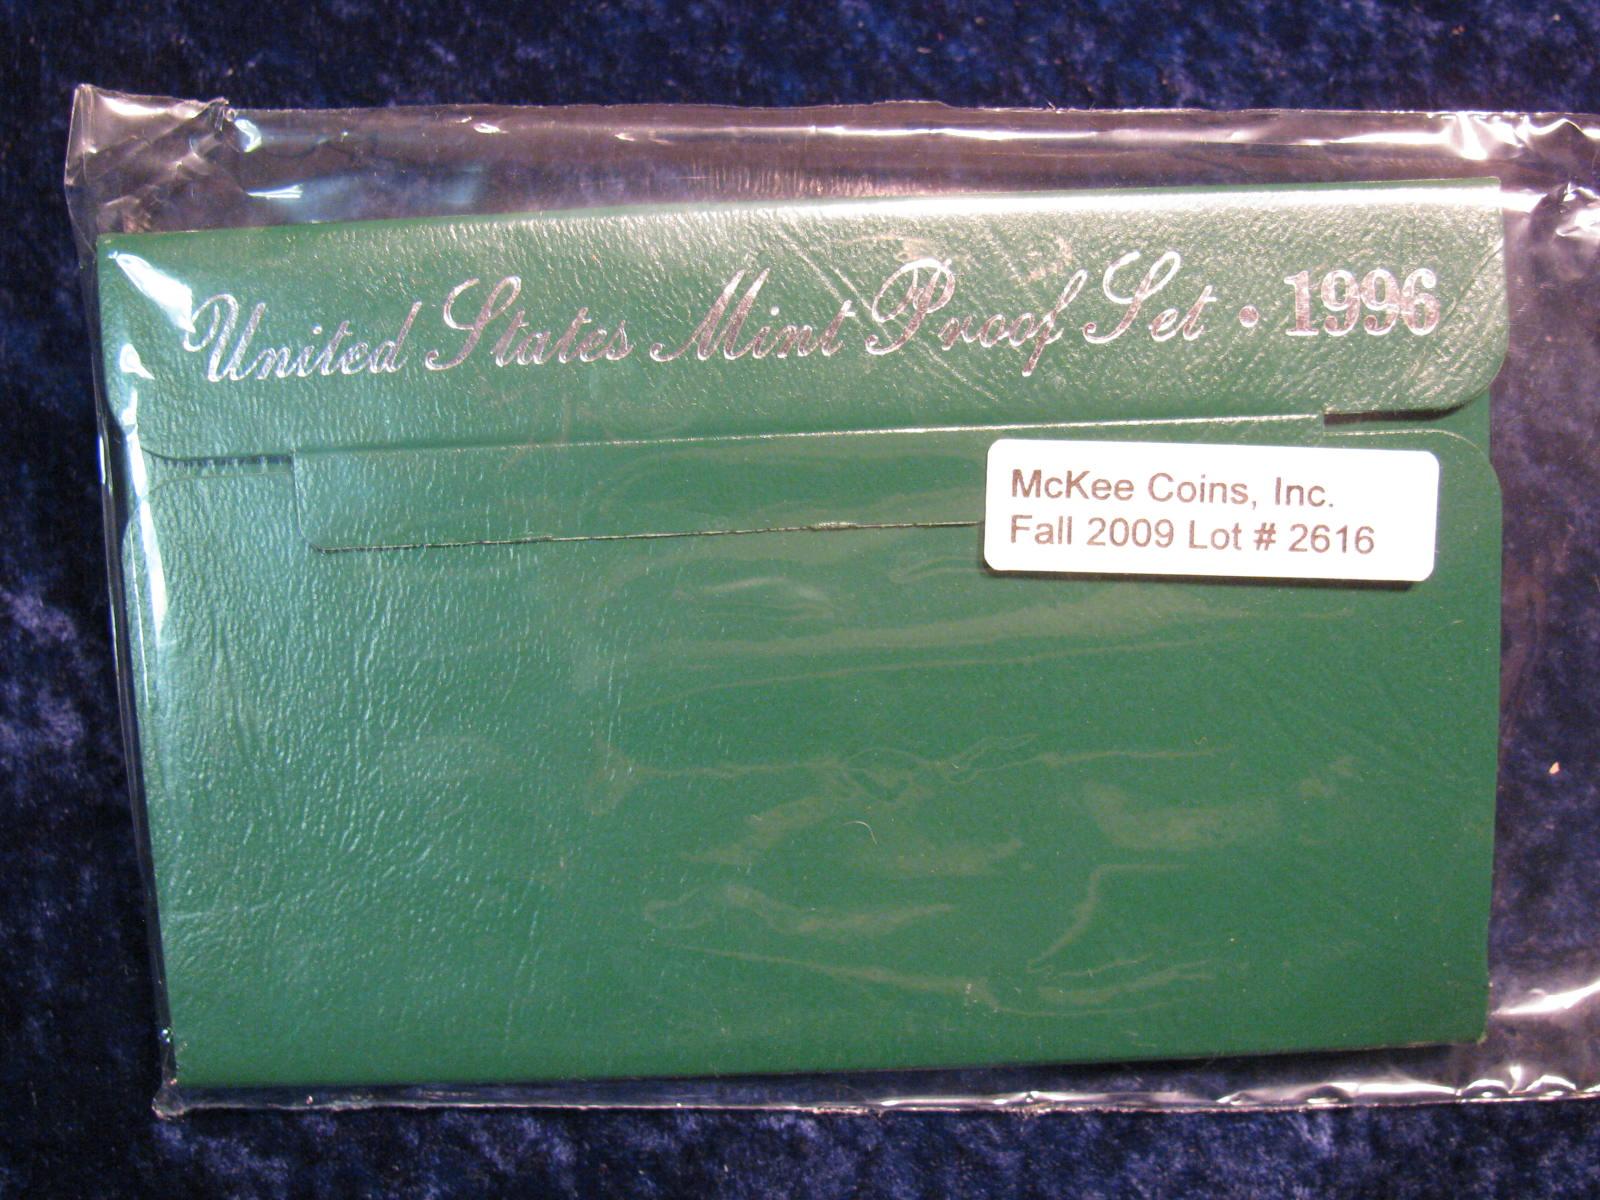 United States Mint Proof Set • 1996
McKee Coins, Inc.
Fall 2009 Lot # 2616